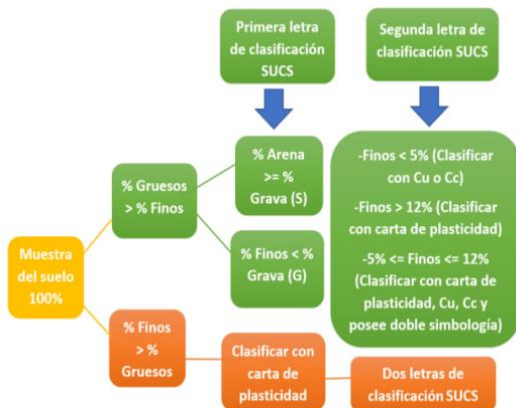 Primera letra
de clasificación
SUCS
Segunda letra de
clasificación SUCS
% Gruesos
> % Finos
% Arena
>= %
Grava (S)
% Finos < %
Grava (G)
-Finos < 5% (Clasificar
con Cu o Cc)
-Finos > 12% (Clasificar
con carta de plasticidad)
-5% <= Finos <= 12%
(Clasificar con carta de
plasticidad, Cu, Cc y
posee doble simbología)
Muestra
del suelo
100%
% Finos
> %
Gruesos
Clasificar con
carta de
plasticidad
Dos letras de
clasificación SUCS